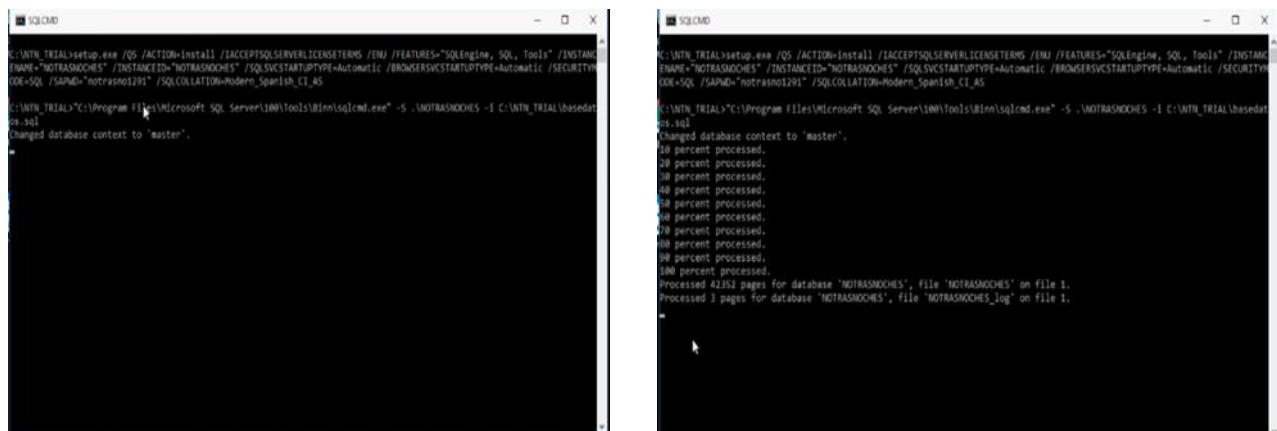 SQLCMD
C:\NTN_TRIAL>setup.exe /QS /ACTION=install /IACCEPTSQLSERVERLICENSETERMS /ENU /FEATURES="SQLEngine, SQL, Tools" /INSTANC
ENAME="NOTRASNOCHES" /INSTANCEID="NOTRASNOCHES" /SQLSVCSTARTUPTYPE=Automatic /BROWSERSVCSTARTUPTYPE=Automatic /SECURITYM
ODE=SQL /SAPWD="notrasno1291" /SQLCOLLATION=Modern_Spanish_CI_AS
C:\NTN_TRIAL>"C:\Program Files\Microsoft SQL Server\100\Tools\Binn\sqlcmd.exe" -S .\NOTRASNOCHES -i C:\NTN_TRIAL\basedat
os.sql
Changed database context to 'master'.
SQLCMD
C:\NTN_TRIAL>setup.exe /QS /ACTION=install /IACCEPTSQLSERVERLICENSETERMS /ENU /FEATURES="SQLEngine, SQL, Tools" /INSTANC
ENAME="NOTRASNOCHES" /INSTANCEID="NOTRASNOCHES" /SQLSVCSTARTUPTYPE=Automatic /BROWSERSVCSTARTUPTYPE=Automatic /SECURITYM
ODE=SQL /SAPWD="notrasno1291" /SQLCOLLATION=Modern_Spanish_CI_AS
C:\NTN_TRIAL>"C:\Program Files\Microsoft SQL Server\100\Tools\Binn\sqlcmd.exe" -S .\NOTRASNOCHES -i C:\NTN_TRIAL\basedat
os.sql
Changed database context to 'master'.
10 percent processed.
20 percent processed.
30 percent processed.
40 percent processed.
50 percent processed.
60 percent processed.
70 percent processed.
80 percent processed.
90 percent processed.
100 percent processed.
Processed 42352 pages for database 'NOTRASNOCHES', file 'NOTRASNOCHES' on file 1.
Processed 3 pages for database 'NOTRASNOCHES', file 'NOTRASNOCHES_log' on file 1.